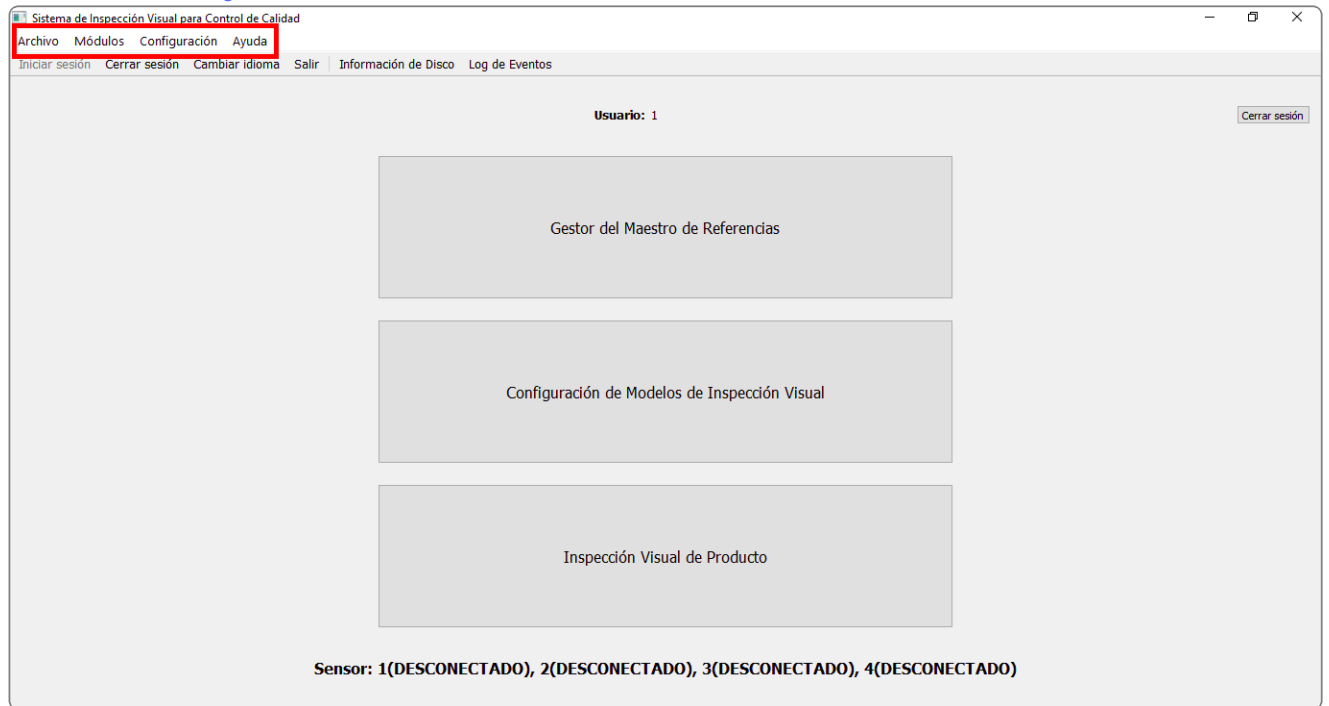 Sistema de Inspección Visual para Control de Calidad
Archivo Módulos Configuración Ayuda
Iniciar sesión Cerrar sesión Cambiar idioma Salir Información de Disco Log de Eventos
Usuario: 1
Cerrar sesión
Gestor del Maestro de Referencias
Configuración de Modelos de Inspección Visual
Inspección Visual de Producto
Sensor: 1(DESCONECTADO), 2(DESCONECTADO), 3(DESCONECTADO), 4(DESCONECTADO)